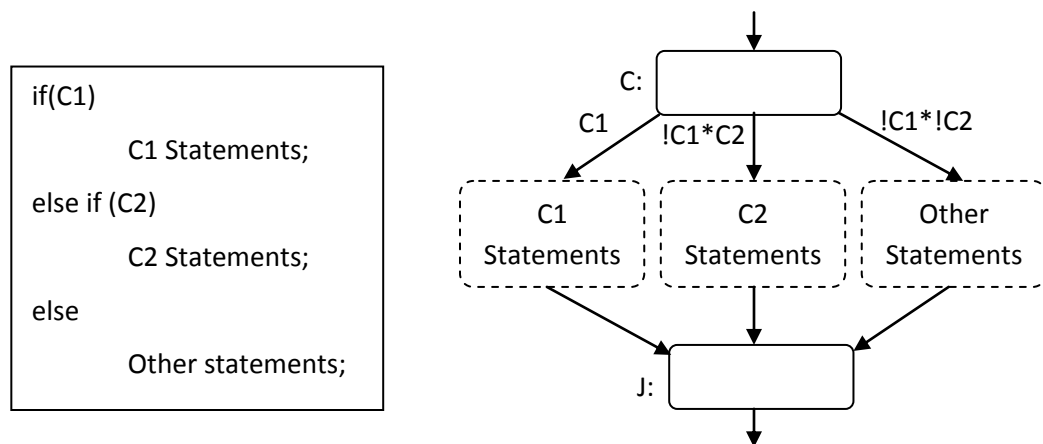 if(C1)
C1 Statements;
else if (C2)
C2 Statements;
else
Other statements;
C:
C1
!C1*C2
!C1*!C2
C1
Statements
C2
Statements
Other
Statements
J: